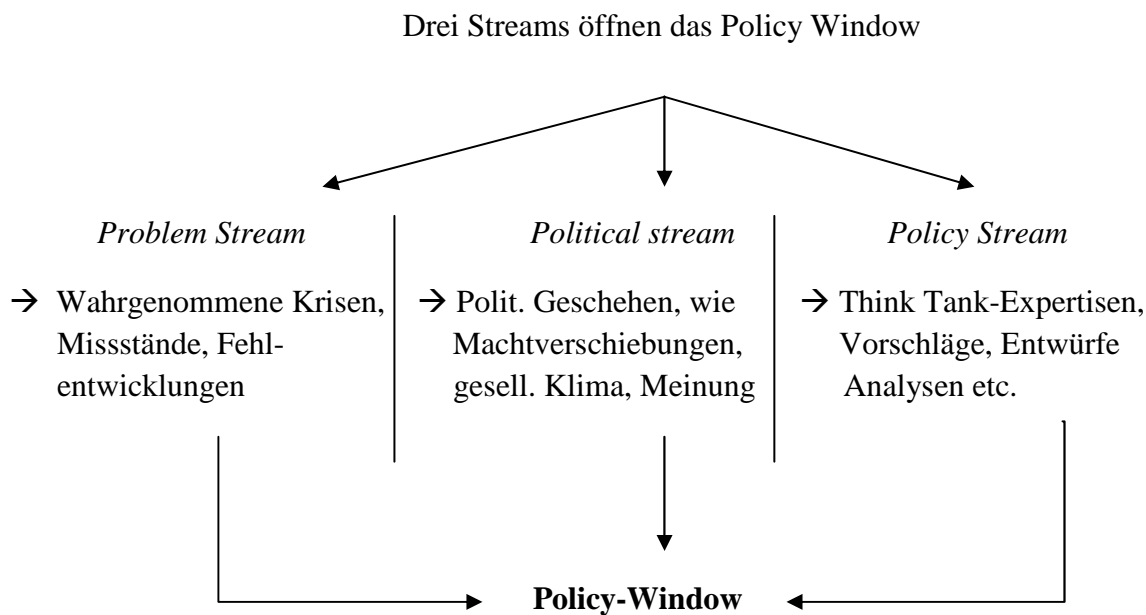 Drei Streams öffnen das Policy Window
Problem Stream
→ Wahrgenommene Krisen,
Missstände, Fehl-
entwicklungen
Political stream
→ Polit. Geschehen, wie
Machtverschiebungen,
gesell. Klima, Meinung
Policy Stream
→ Think Tank-Expertisen,
Vorschläge, Entwürfe
Analysen etc.
Policy-Window